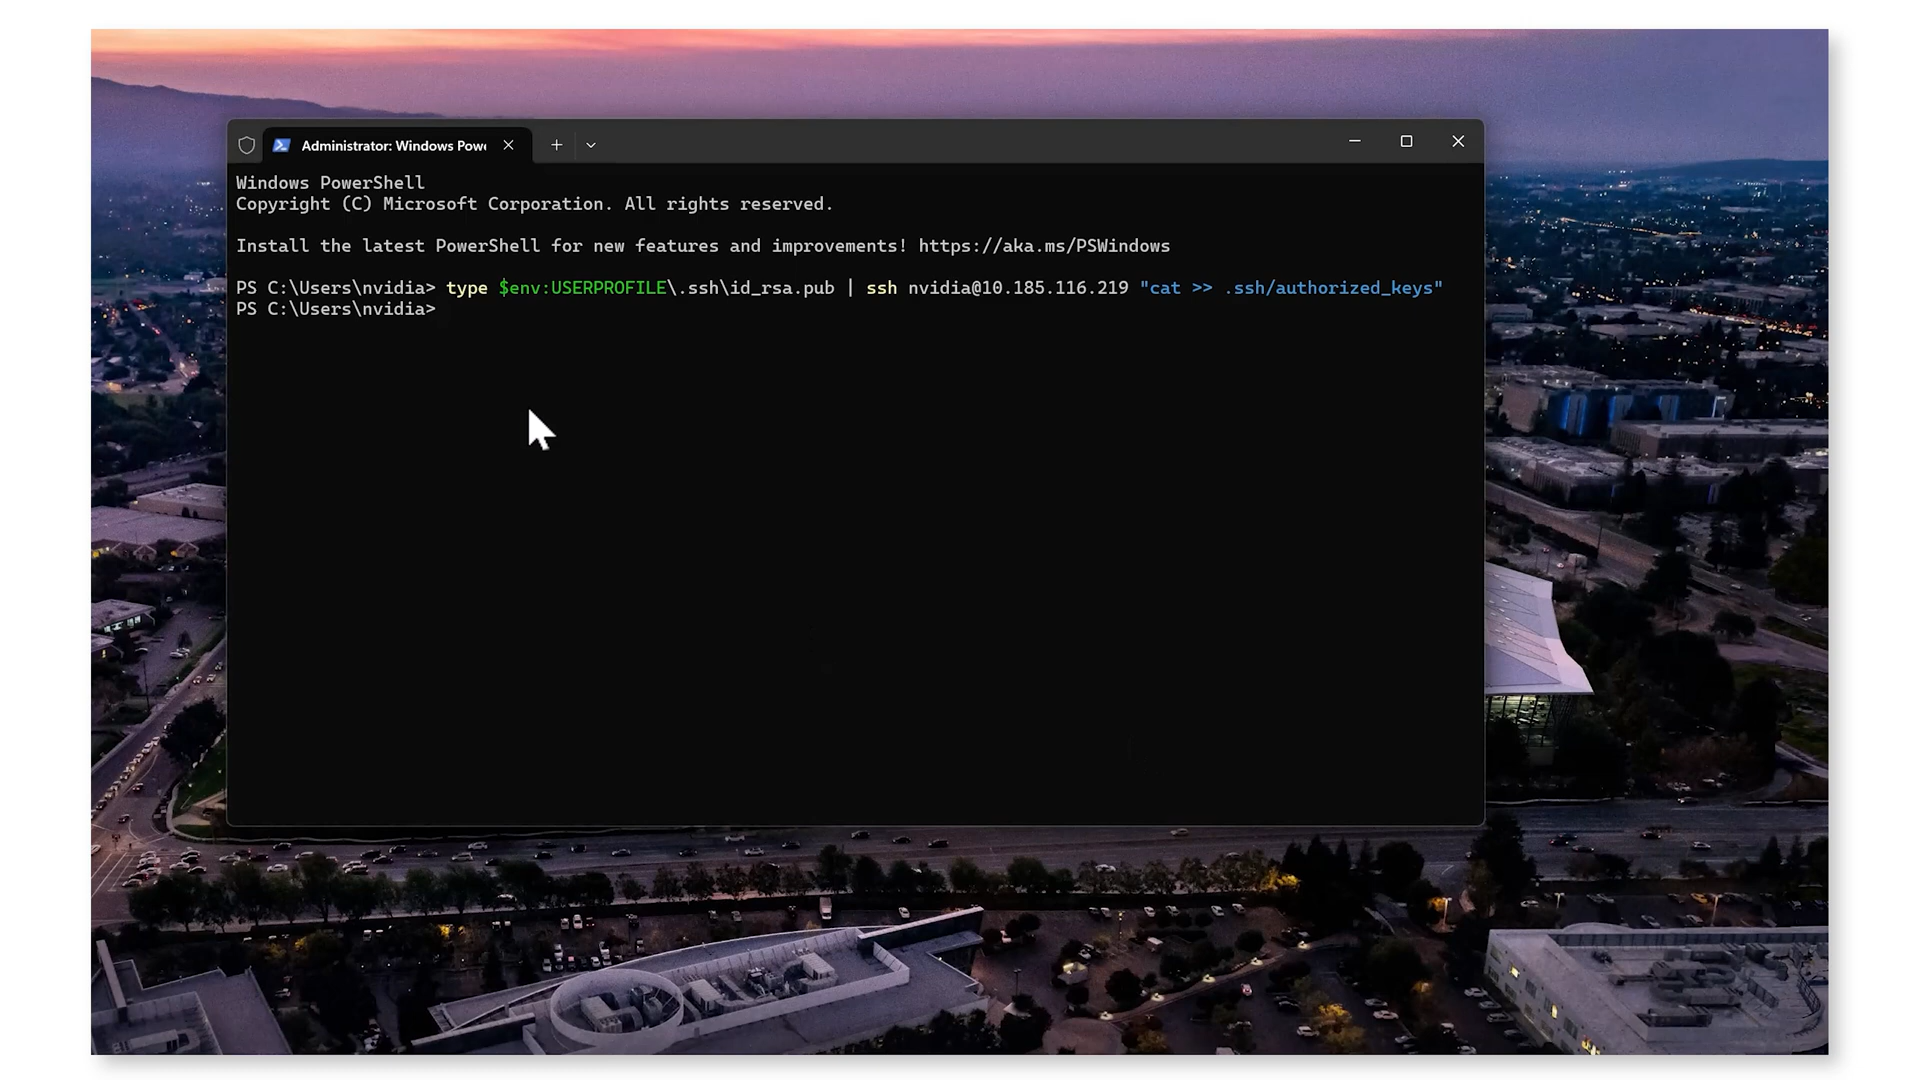 Administrator: Windows Powe
Windows PowerShell
Copyright (C) Microsoft Corporation. All rights reserved.
Install the latest PowerShell for new features and improvements! https://aka.ms/PSWindows
PS C:\Users\nvidia> type $env:USERPROFILE\.ssh\id_rsa.pub | ssh nvidia@10.185.116.219 "cat >> .ssh/authorized_keys"
PS C:\Users\nvidia>